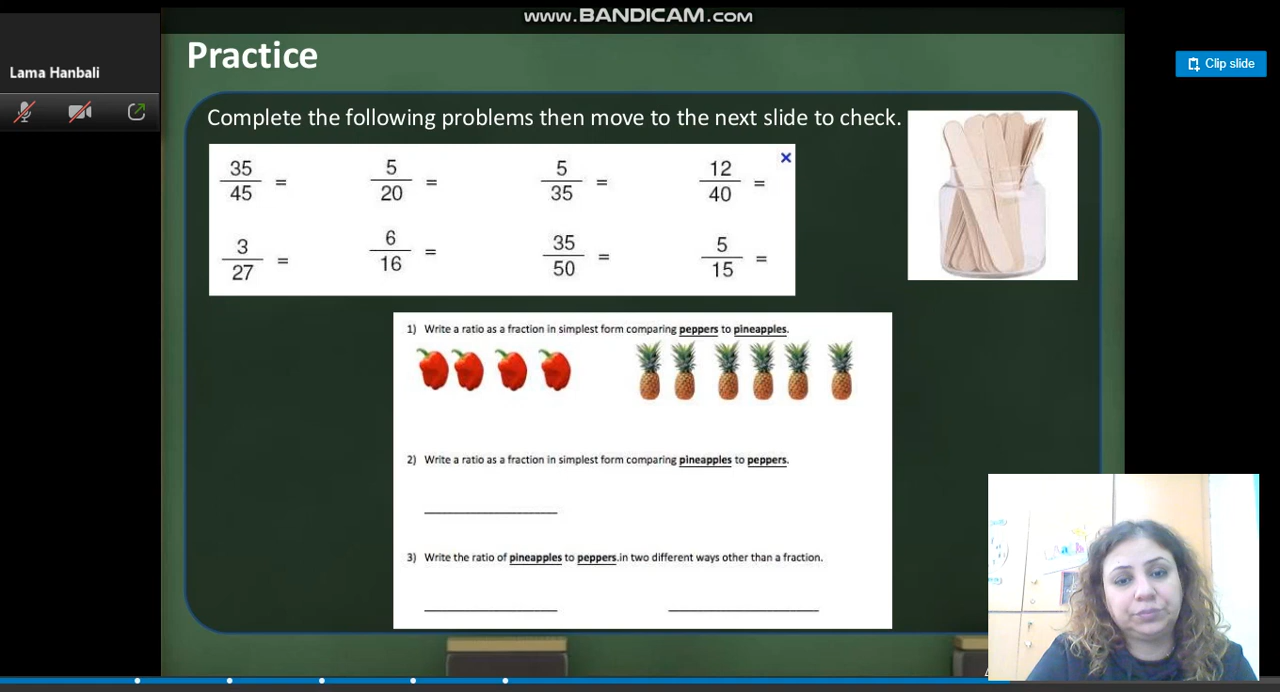 www.BANDICAM.com
Practice
Clip slide
Lama Hanbali
Complete the following problems then move to the next slide to check.
35/45 = 5/20 = 5/35 = 12/40 =
3/27 = 6/16 = 35/50 = 5/15 =
1) Write a ratio as a fraction in simplest form comparing peppers to pineapples.
2) Write a ratio as a fraction in simplest form comparing pineapples to peppers.
3) Write the ratio of pineapples to peppers.in two different ways other than a fraction.